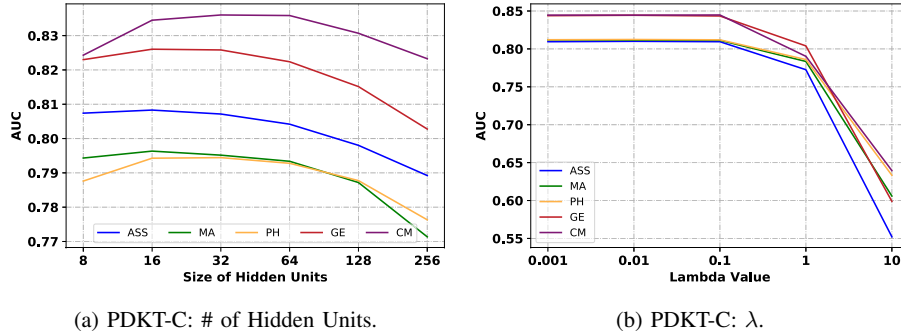 0.83
0.82
0.81
0.80
0.79
0.78
0.77
AUC
8 16 32 64 128 256
Size of Hidden Units
ASS MA PH GE CM
(a) PDKT-C: # of Hidden Units.
0.85
0.80
0.75
0.70
0.65
0.60
0.55
AUC
ASS
MA
PH
GE
CM
0.001 0.01 0.1 1 10
Lambda Value
(b) PDKT-C: λ.